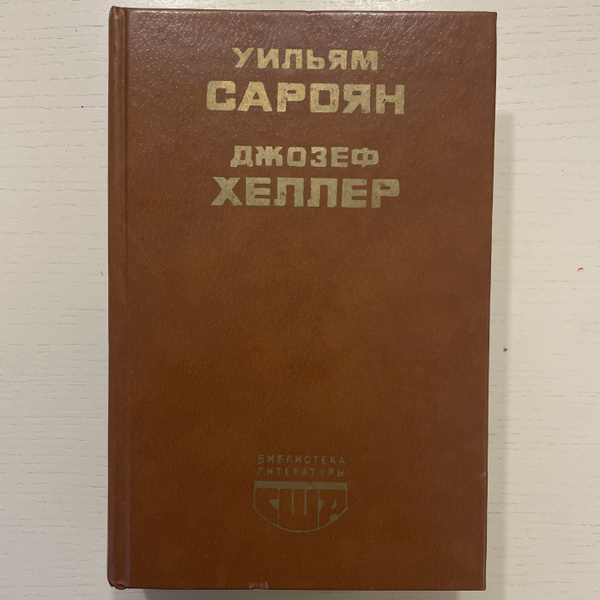 УИЛЬЯМ
САРОЯН
ДЖОЗЕФ
ХЕЛЛЕР
БИБЛИОТЕКА
ЛИТЕРАТУРЫ
США